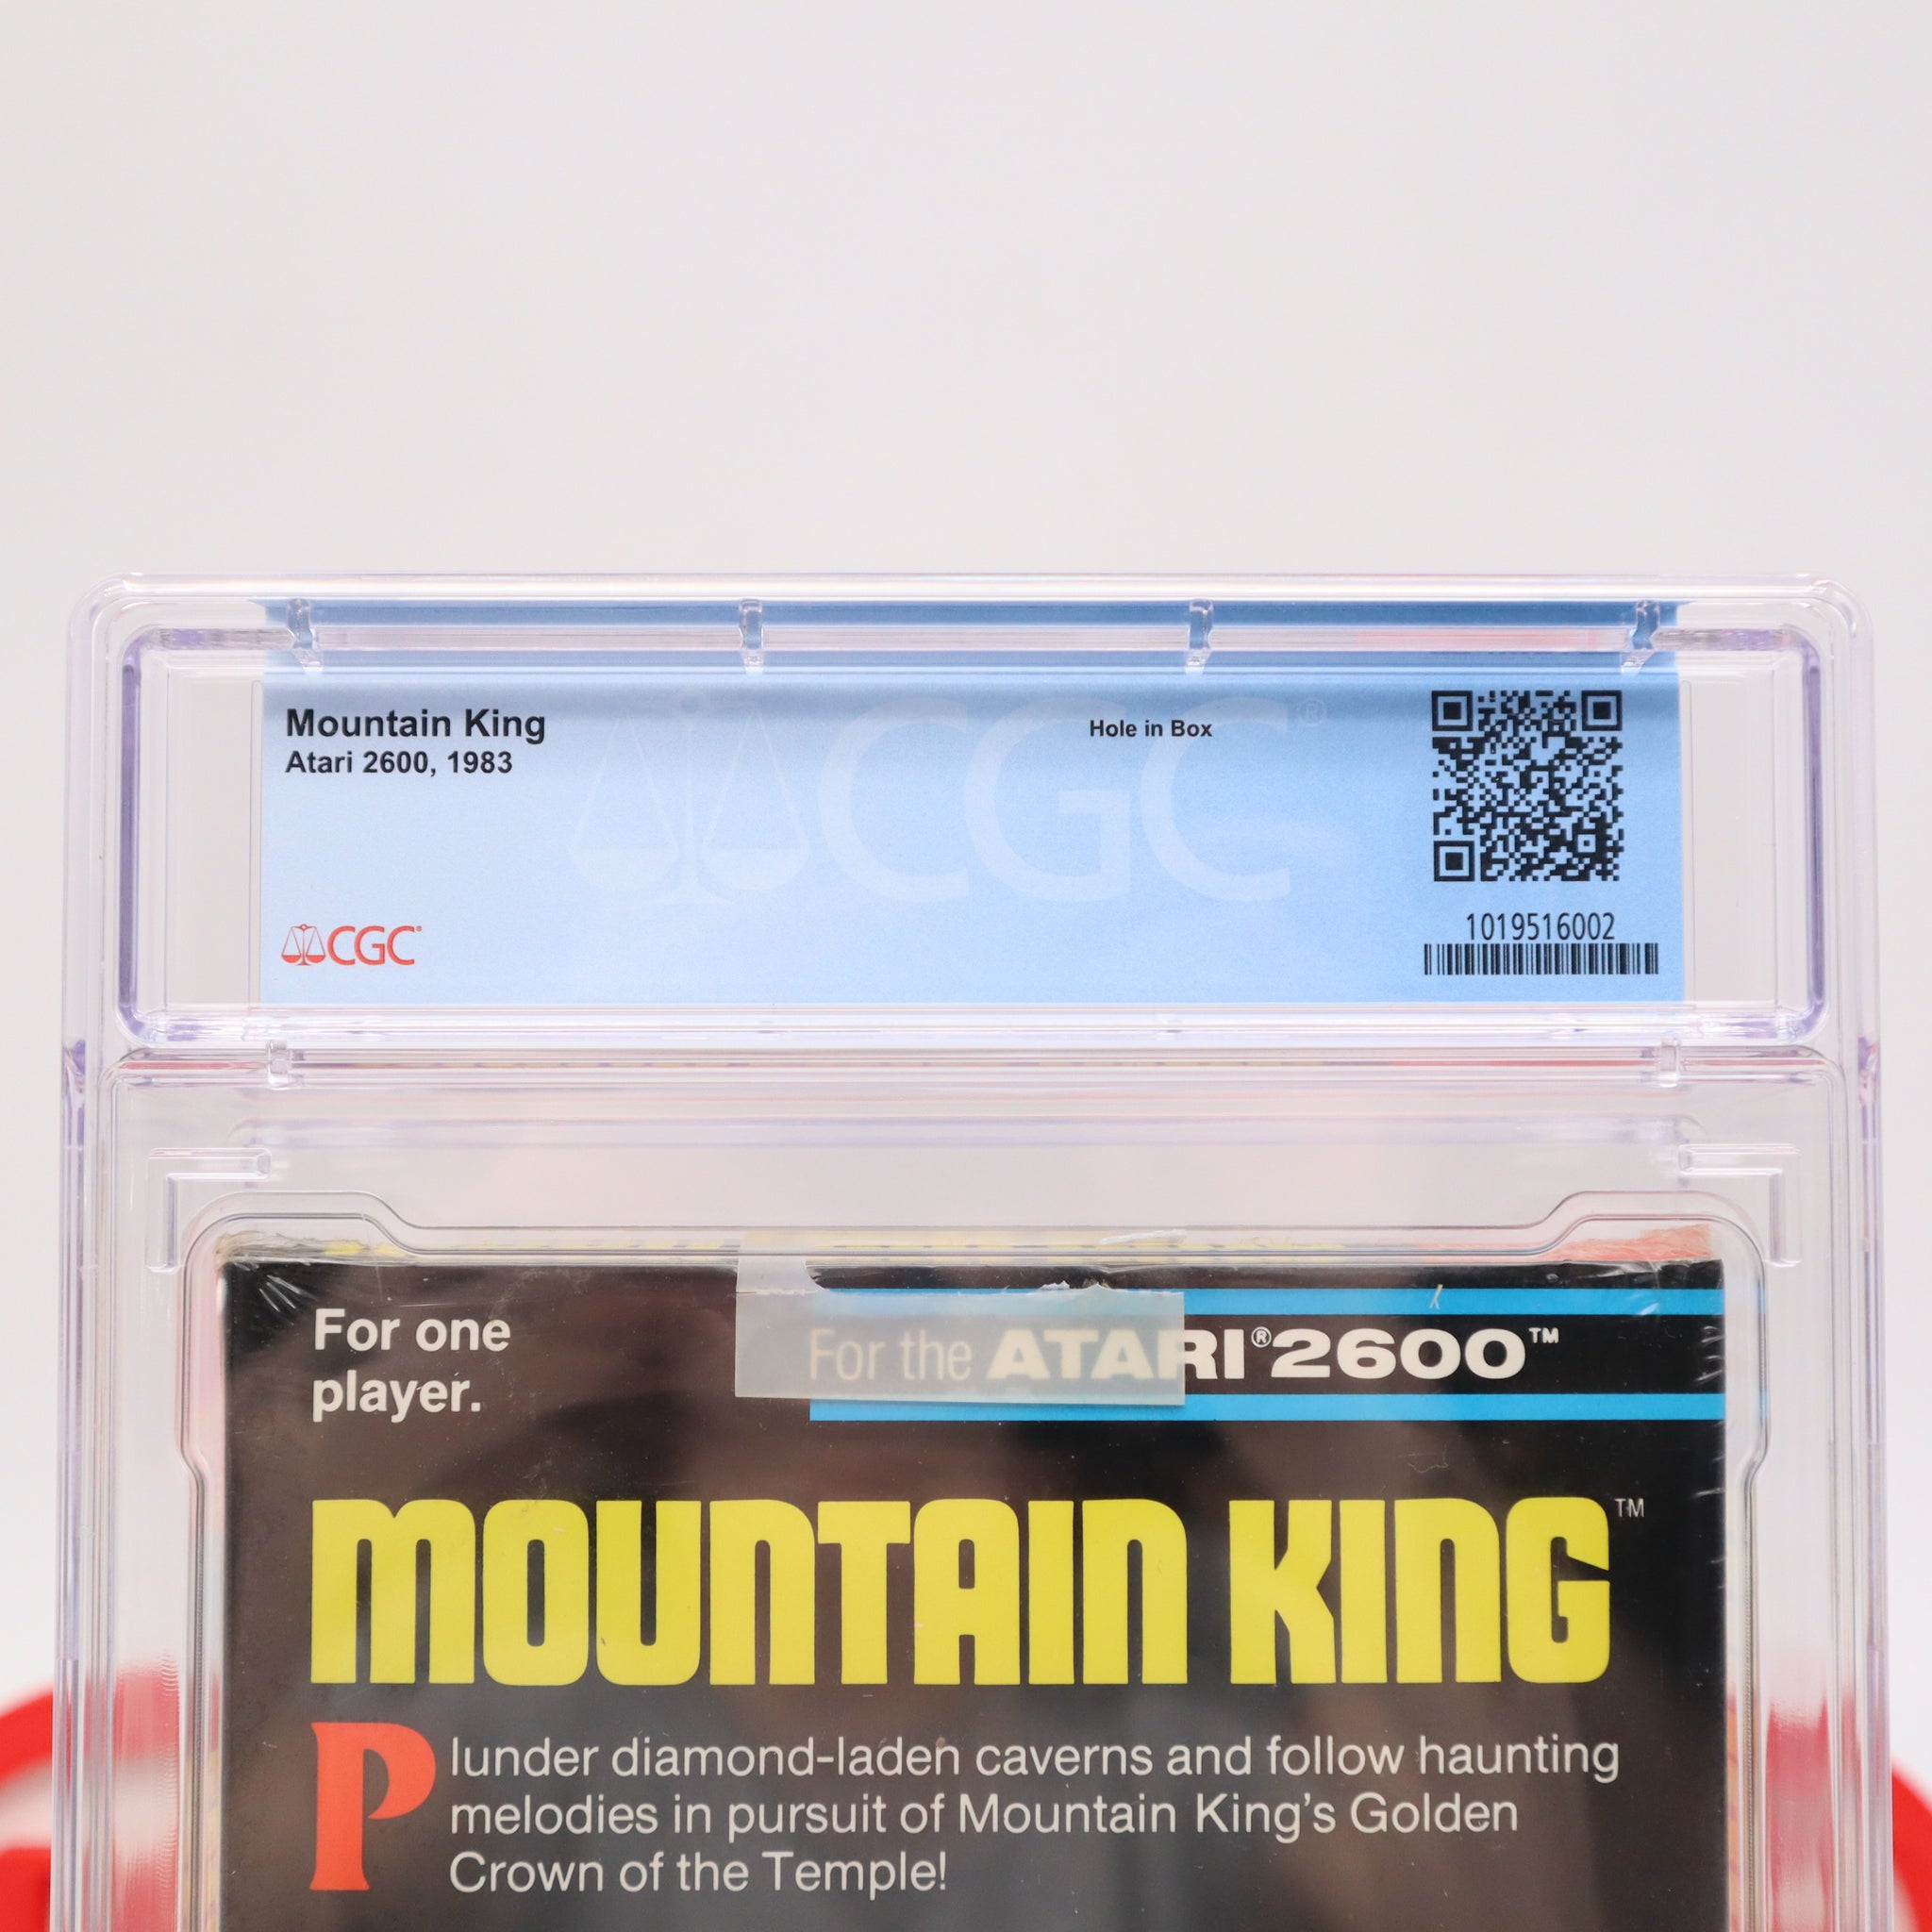 Mountain King
Atari 2600, 1983
Hole in Box
CGC®
CGC®
1019516002
For one
player.
For the ATARI®2600™
MOUNTAIN KING™
Plunder diamond-laden caverns and follow haunting
melodies in pursuit of Mountain King's Golden
Crown of the Temple!